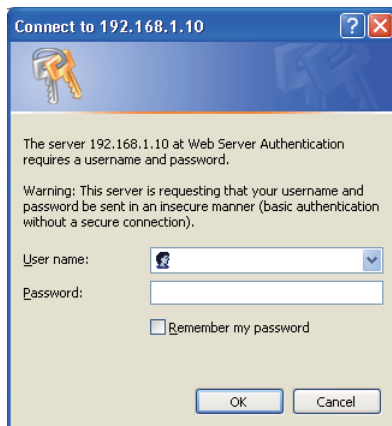 Connect to 192.168.1.10
The server 192.168.1.10 at Web Server Authentication
requires a username and password.
Warning: This server is requesting that your username and
password be sent in an insecure manner (basic authentication
without a secure connection).
User name:
Password:
Remember my password
OK Cancel